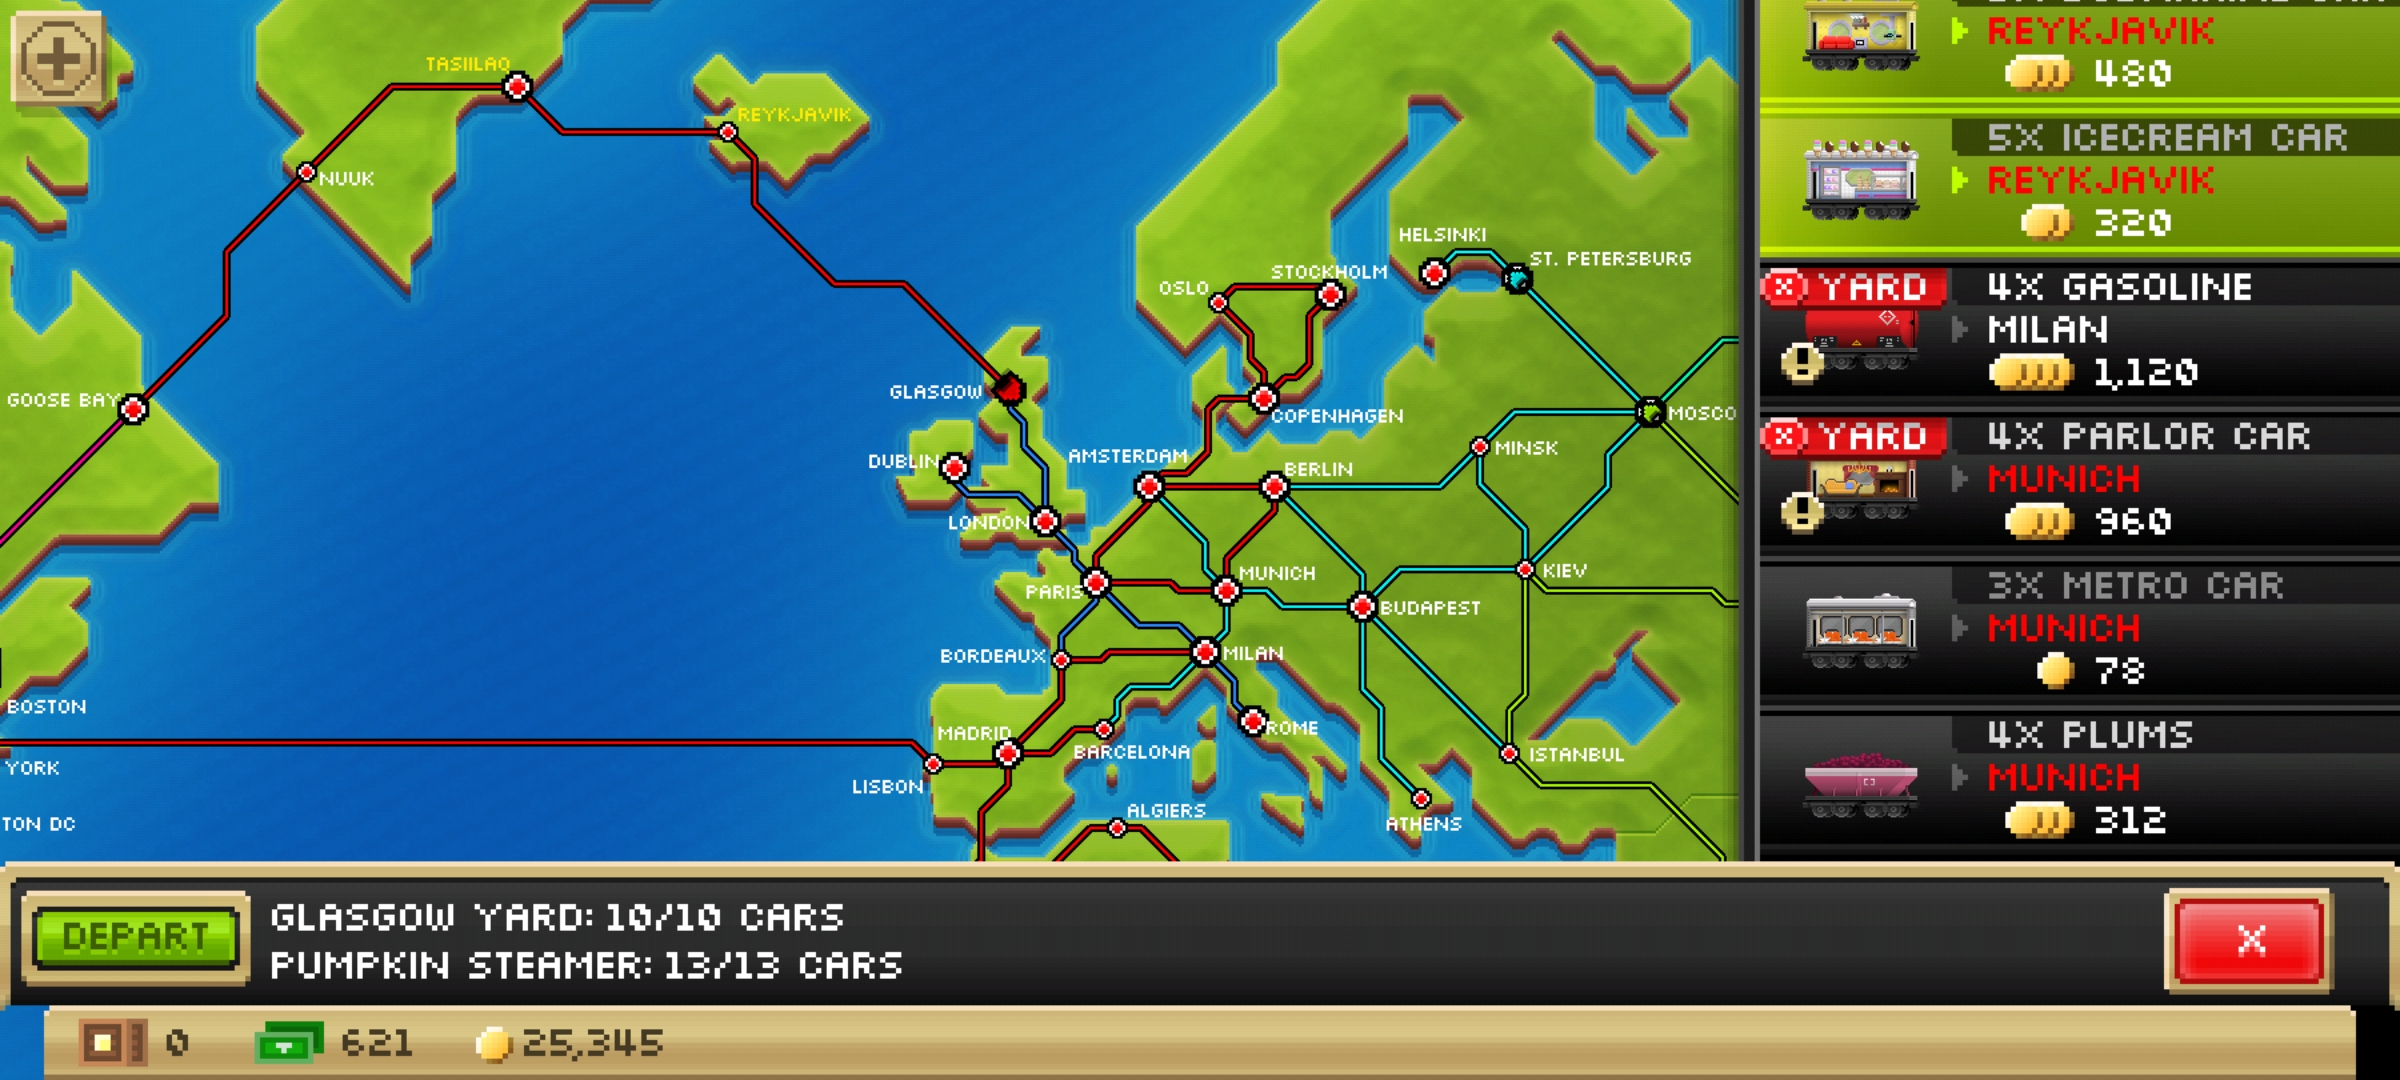 TASIILAQ
REYKJAVIK
NUUK
GOOSE BAY
GLASGOW
DUBLIN
LONDON
HELSINKI
ST. PETERSBURG
STOCKHOLM
OSLO
COPENHAGEN
MOSCO
MINSK
AMSTERDAM
BERLIN
PARIS
MUNICH
KIEV
BUDAPEST
BORDEAUX
MILAN
BOSTON
MADRID
BARCELONA
ROME
ISTANBUL
YORK
LISBON
ALGIERS
ATHENS
TON DC
REYKJAVIK
480
5X ICECREAM CAR
REYKJAVIK
320
X YARD
4X GASOLINE
MILAN
1,120
X YARD
4X PARLOR CAR
MUNICH
960
3X METRO CAR
MUNICH
78
4X PLUMS
MUNICH
312
DEPART
GLASGOW YARD: 10/10 CARS
PUMPKIN STEAMER: 13/13 CARS
X
0
621
25,345